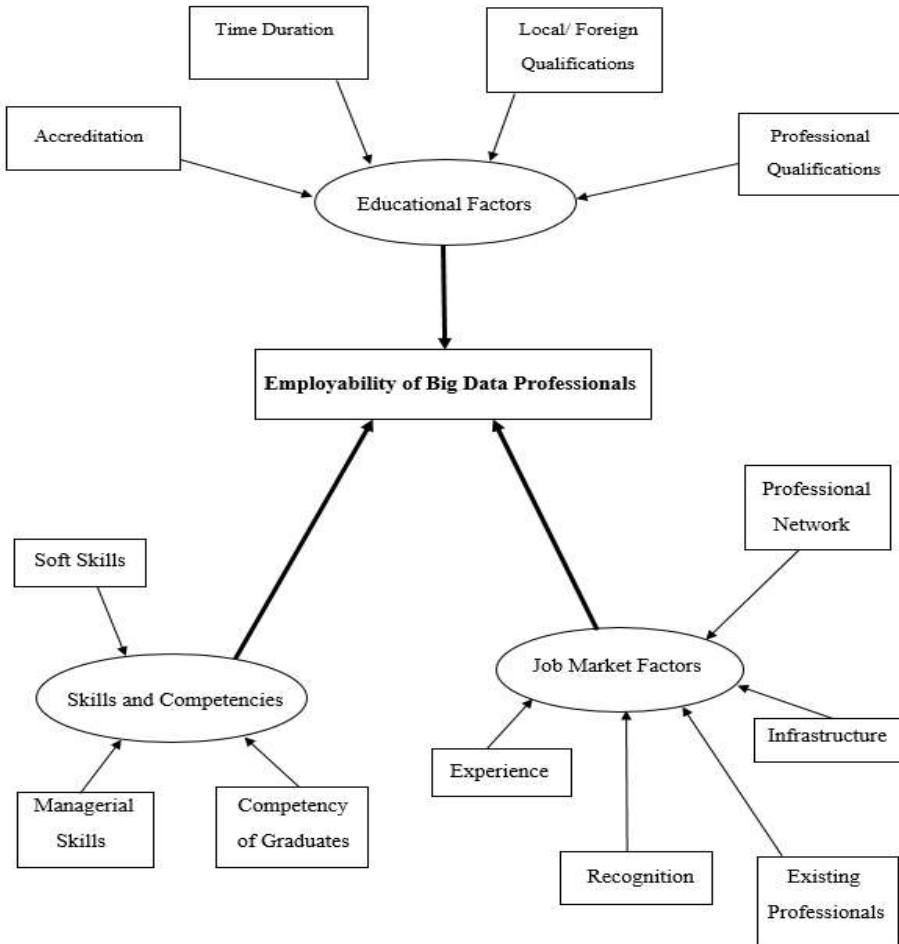 Time Duration
Local/ Foreign
Qualifications
Accreditation
Professional
Qualifications
Educational Factors
Employability of Big Data Professionals
Professional
Network
Soft Skills
Job Market Factors
Skills and Competencies
Infrastructure
Experience
Managerial
Skills
Competency
of Graduates
Recognition
Existing
Professionals